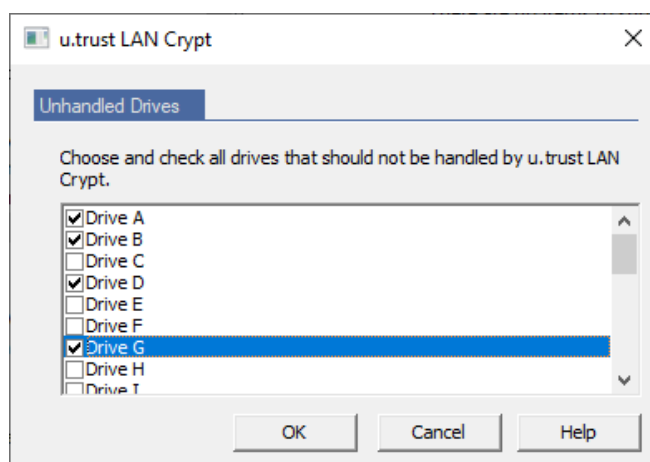 u.trust LAN Crypt
Unhandled Drives
Choose and check all drives that should not be handled by u.trust LAN
Crypt.
Drive A
Drive B
Drive C
Drive D
Drive E
Drive F
Drive G
Drive H
Drive I
OK
Cancel
Help